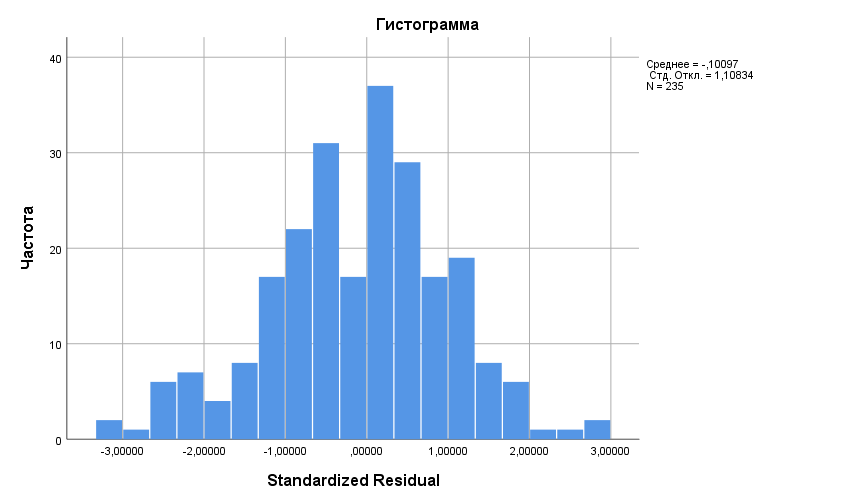 Гистограмма
Среднее = -,10097
Стд. Откл. = 1,10834
N = 235
Частота
40
30
20
10
0
-3,00000 -2,00000 -1,00000 ,00000 1,00000 2,00000 3,00000
Standardized Residual